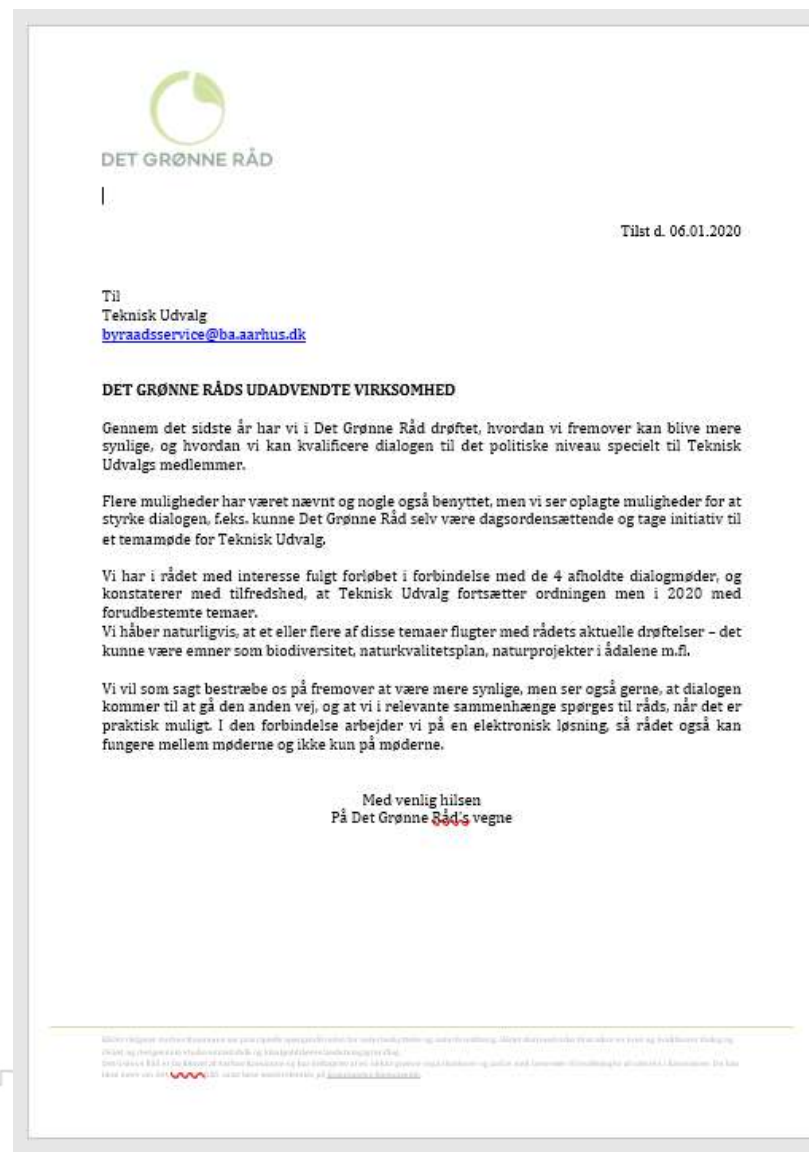 DET GRØNNE RÅD
Tilst d. 06.01.2020
Til
Teknisk Udvalg
byraadsservice@ba.aarhus.dk
DET GRØNNE RÅDS UDADVENDTE VIRKSOMHED
Gennem det sidste år har vi i Det Grønne Råd drøftet, hvordan vi fremover kan blive mere
synlige, og hvordan vi kan kvalificere dialogen til det politiske niveau specielt til Teknisk
Udvalgs medlemmer.
Flere muligheder har været nævnt og nogle også benyttet, men vi ser oplagte muligheder for at
styrke dialogen, f.eks. kunne Det Grønne Råd selv være dagsordensættende og tage initiativ til
et temamøde for Teknisk Udvalg.
Vi har i rådet med interesse fulgt forløbet i forbindelse med de 4 afholdte dialogmøder, og
konstaterer med tilfredshed, at Teknisk Udvalg fortsætter ordningen men i 2020 med
forudbestemte temaer.
Vi håber naturligvis, at et eller flere af disse temaer flugter med rådets aktuelle drøftelser – det
kunne være emner som biodiversitet, naturkvalitetsplan, naturprojekter i ådalene m.fl.
Vi vil som sagt bestræbe os på fremover at være mere synlige, men ser også gerne, at dialogen
kommer til at gå den anden vej, og at vi i relevante sammenhænge spørges til råds, når det er
praktisk muligt. I den forbindelse arbejder vi på en elektronisk løsning, så rådet også kan
fungere mellem møderne og ikke kun på møderne.
Med venlig hilsen
På Det Grønne Råd's vegne